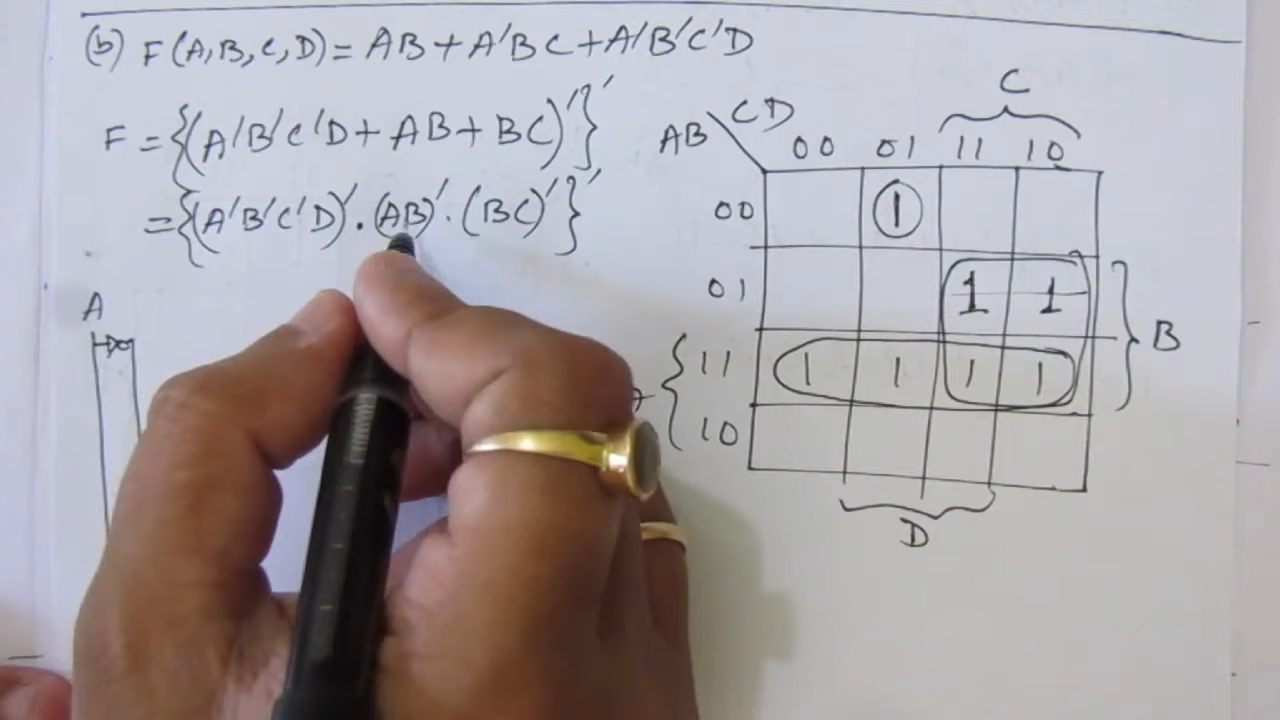 (b) F(A,B,C,D) = AB + A'BC + A'B'C'D
F = {(A'B'C'D + AB + BC)'}'
= {(A'B'C'D)' . (AB)' . (BC)'}'
A
C
CD
AB
00 01 11 10
00 1
01 1 1
B
11 1 1 1 1
10
D